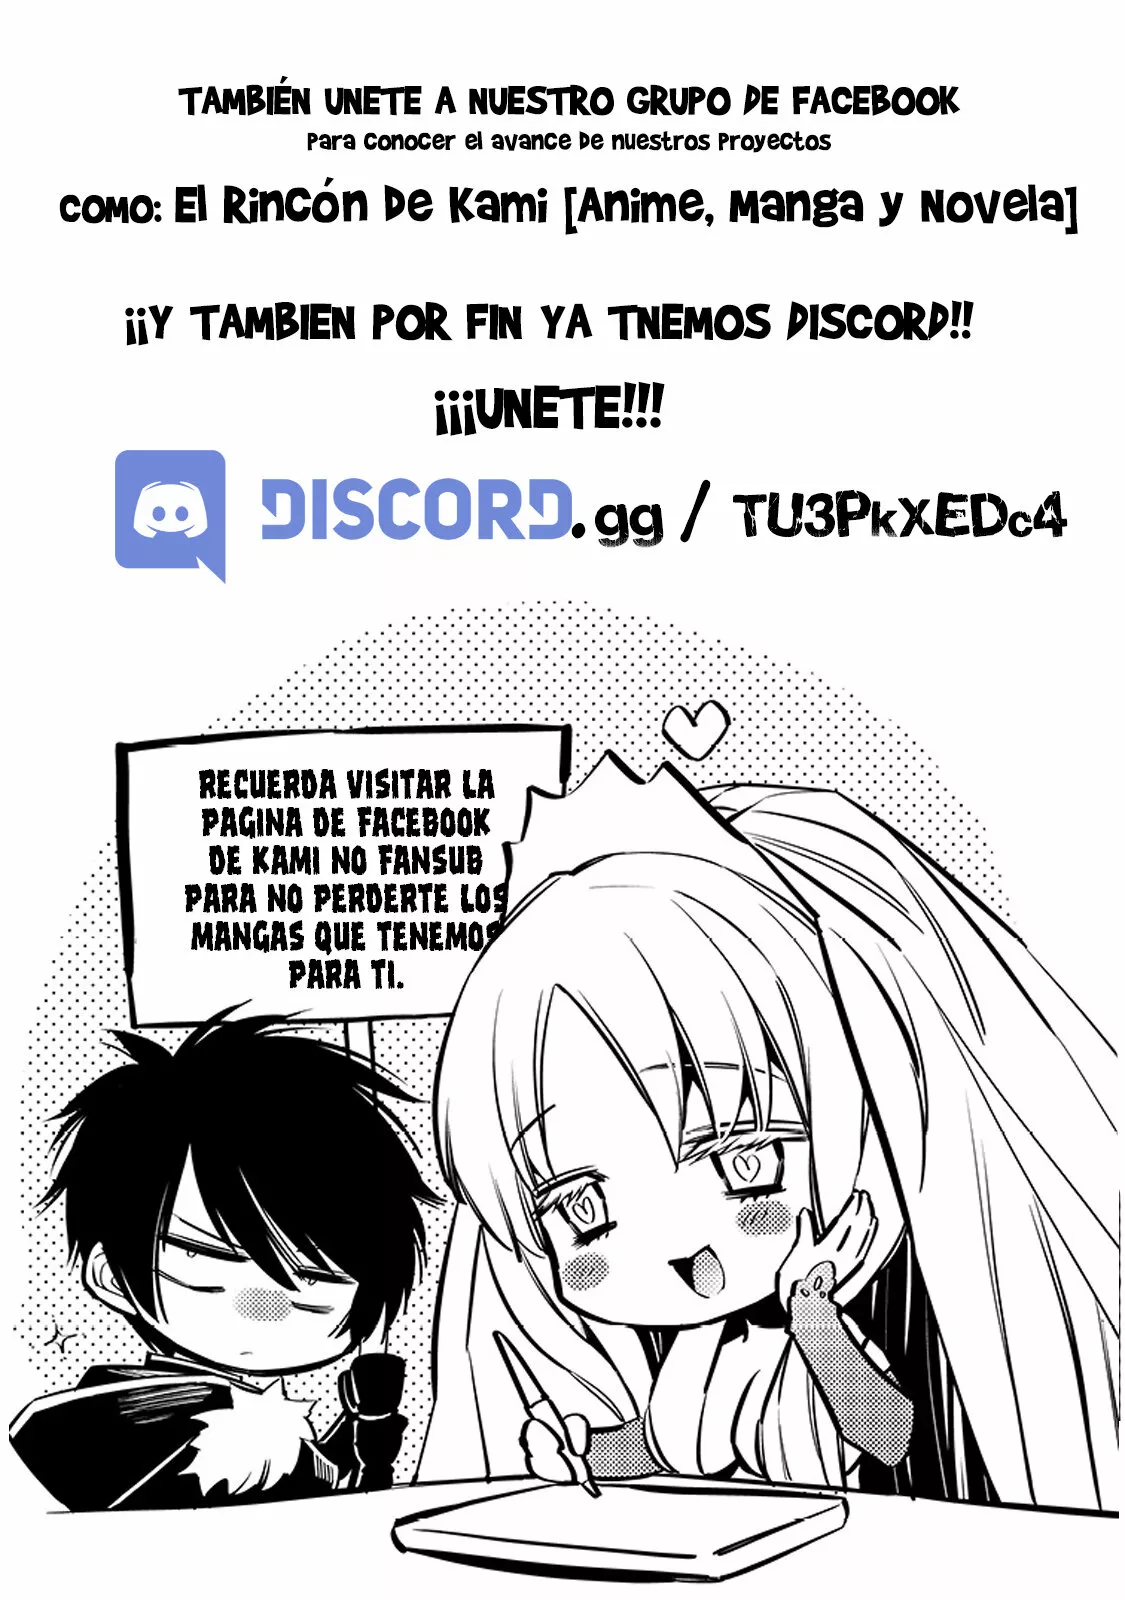 TAMBIÉN UNETE A NUESTRO GRUPO DE FACEBOOK
Para conocer el avance de nuestros Proyectos
COMO: El Rincón De Kami [Anime, Manga y Novela]
¡¡Y TAMBIEN POR FIN YA TNEMOS DISCORD!!
¡¡¡UNETE!!!
DISCORD.gg / TU3PkXEDc4
RECUERDA VISITAR LA
PAGINA DE FACEBOOK
DE KAMI NO FANSUB
PARA NO PERDERTE LOS
MANGAS QUE TENEMOS
PARA TI.